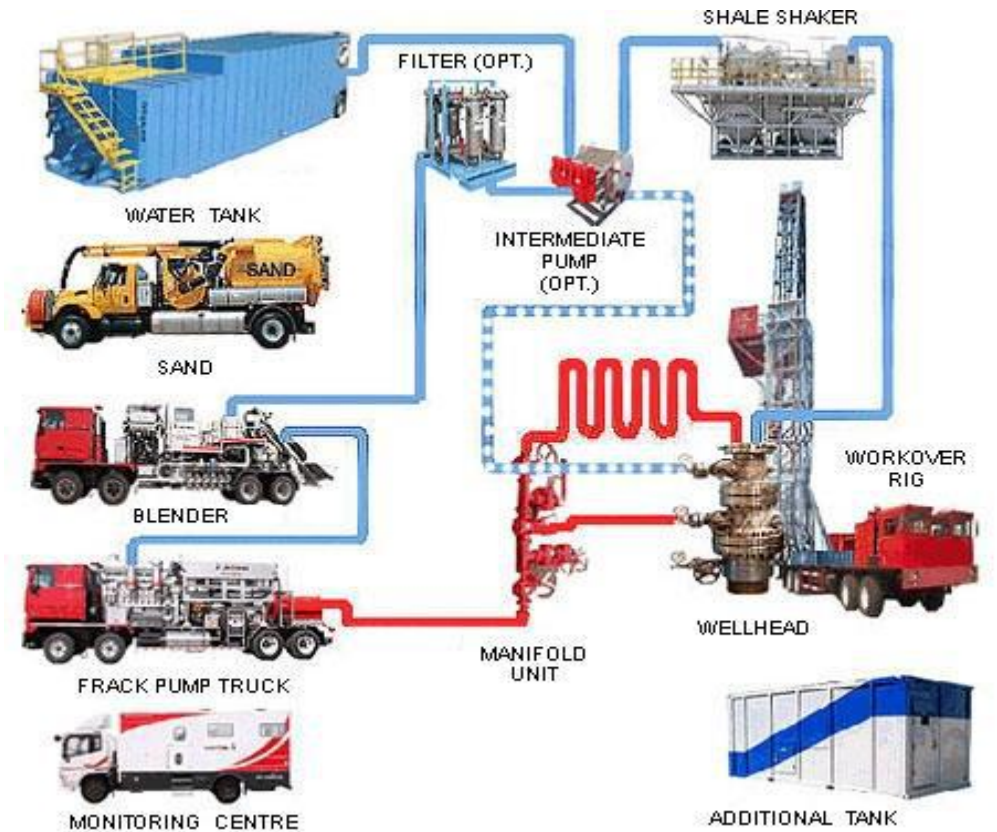 SHALE SHAKER
FILTER (OPT.)
WATER TANK
INTERMEDIATE
PUMP
(OPT.)
SAND
SAND
WORKOVER
RIG
BLENDER
WELLHEAD
MANIFOLD
UNIT
FRACK PUMP TRUCK
MONITORING CENTRE
ADDITIONAL TANK